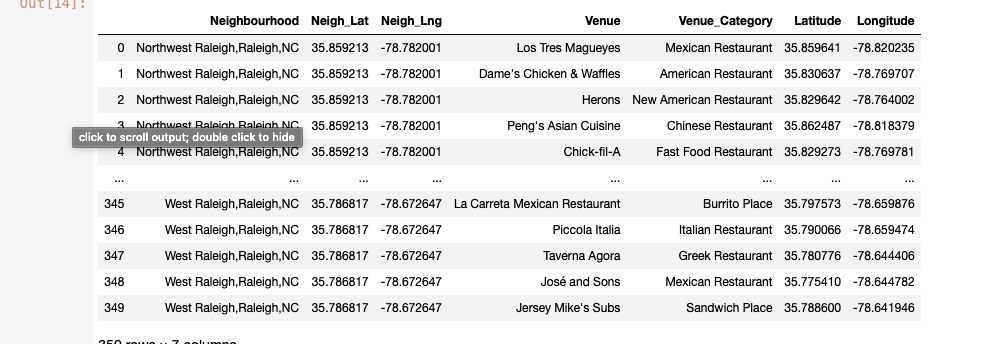 Out[14]:
Neighbourhood Neigh_Lat Neigh_Lng Venue Venue_Category Latitude Longitude
0 Northwest Raleigh,Raleigh,NC 35.859213 -78.782001 Los Tres Magueyes Mexican Restaurant 35.859641 -78.820235
1 Northwest Raleigh,Raleigh,NC 35.859213 -78.782001 Dame's Chicken & Waffles American Restaurant 35.830637 -78.769707
2 Northwest Raleigh,Raleigh,NC 35.859213 -78.782001 Herons New American Restaurant 35.829642 -78.764002
3 Northwest Raleigh,Raleigh,NC 35.859213 -78.782001 Peng's Asian Cuisine Chinese Restaurant 35.862487 -78.818379
click to scroll output; double click to hide
4 Northwest Raleigh,Raleigh,NC 35.859213 -78.782001 Chick-fil-A Fast Food Restaurant 35.829273 -78.769781
... ... ... ... ... ... ... ...
345 West Raleigh,Raleigh,NC 35.786817 -78.672647 La Carreta Mexican Restaurant Burrito Place 35.797573 -78.659876
346 West Raleigh,Raleigh,NC 35.786817 -78.672647 Piccola Italia Italian Restaurant 35.790066 -78.659474
347 West Raleigh,Raleigh,NC 35.786817 -78.672647 Taverna Agora Greek Restaurant 35.780776 -78.644406
348 West Raleigh,Raleigh,NC 35.786817 -78.672647 José and Sons Mexican Restaurant 35.775410 -78.644782
349 West Raleigh,Raleigh,NC 35.786817 -78.672647 Jersey Mike's Subs Sandwich Place 35.788600 -78.641946
350 rows × 7 columns